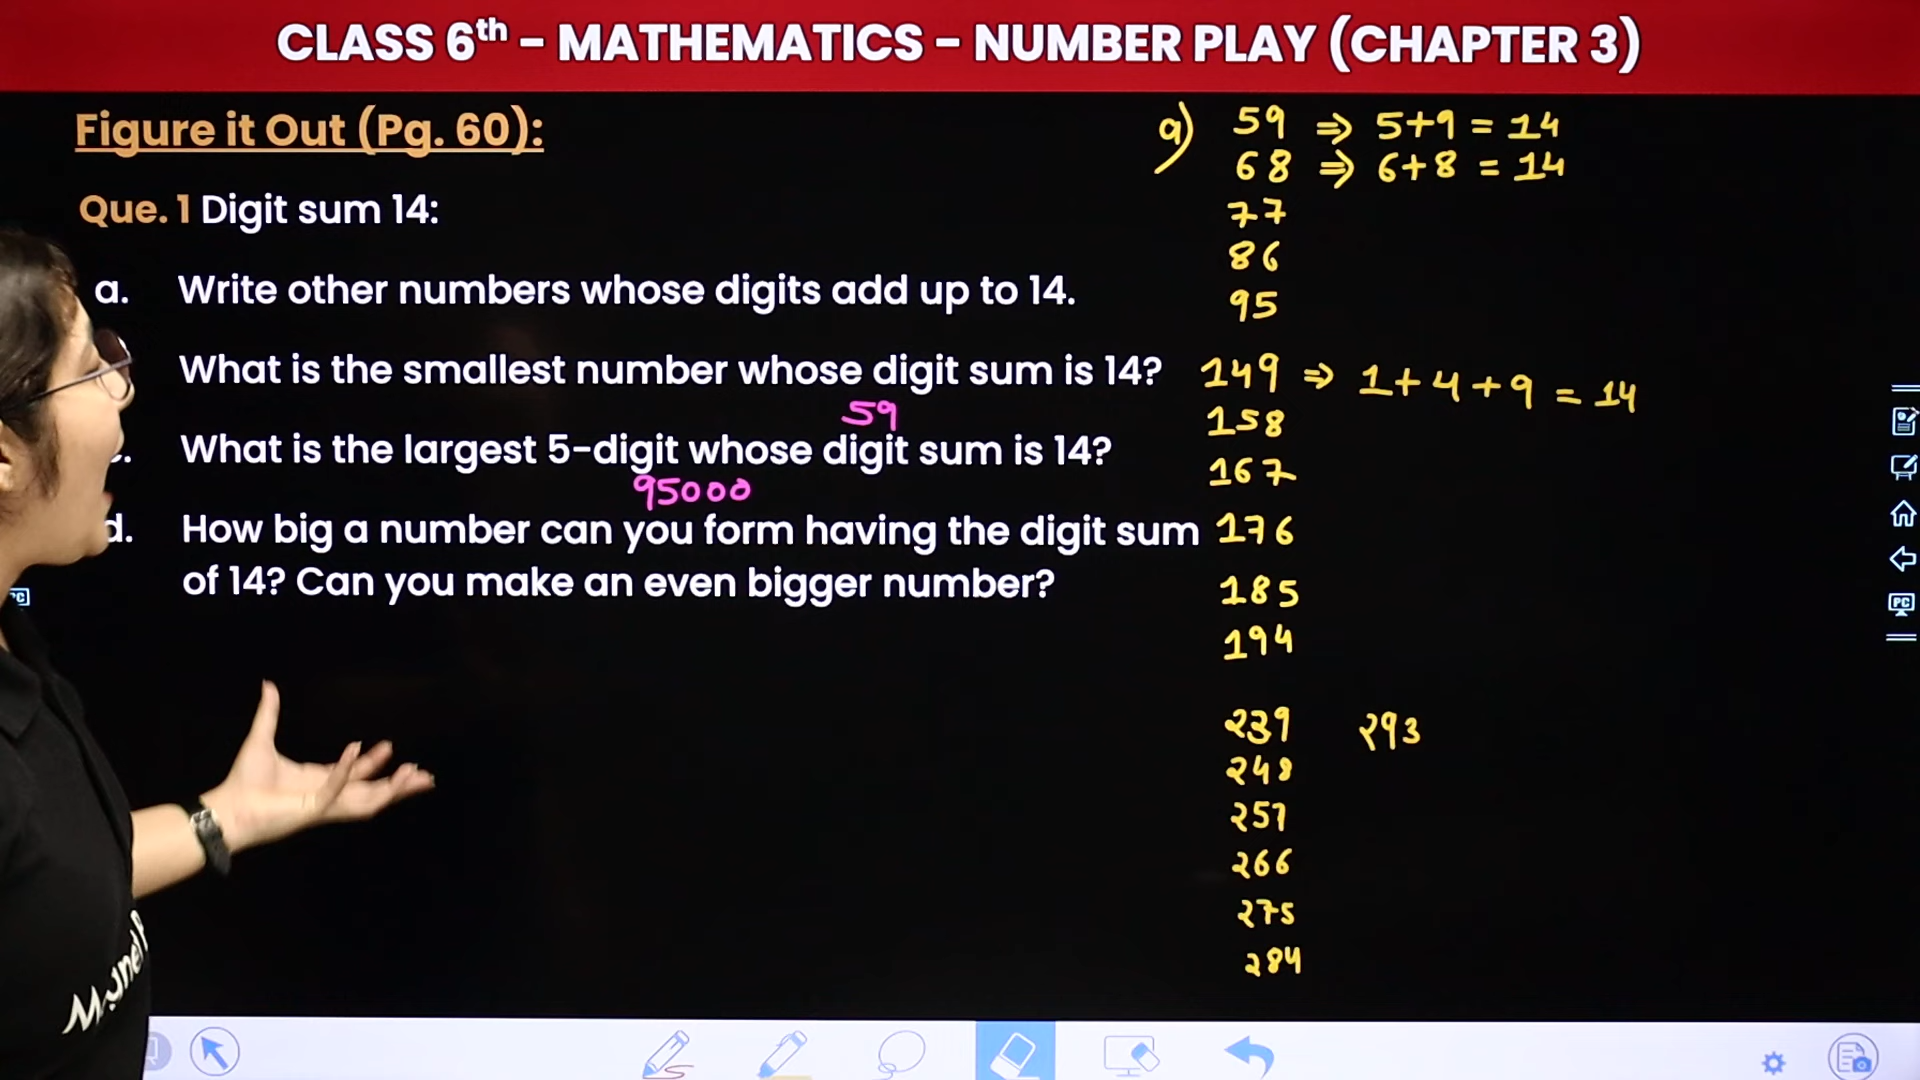 CLASS 6th - MATHEMATICS - NUMBER PLAY (CHAPTER 3)
Figure it Out (Pg. 60):
Que. 1 Digit sum 14:
a. Write other numbers whose digits add up to 14.
What is the smallest number whose digit sum is 14?
59
What is the largest 5-digit whose digit sum is 14?
95000
d. How big a number can you form having the digit sum
of 14? Can you make an even bigger number?
a) 59 ⇒ 5+9 = 14
68 ⇒ 6+8 = 14
77
86
95
149 ⇒ 1+4+9 = 14
158
167
176
185
194
239 293
248
257
266
275
284
PC